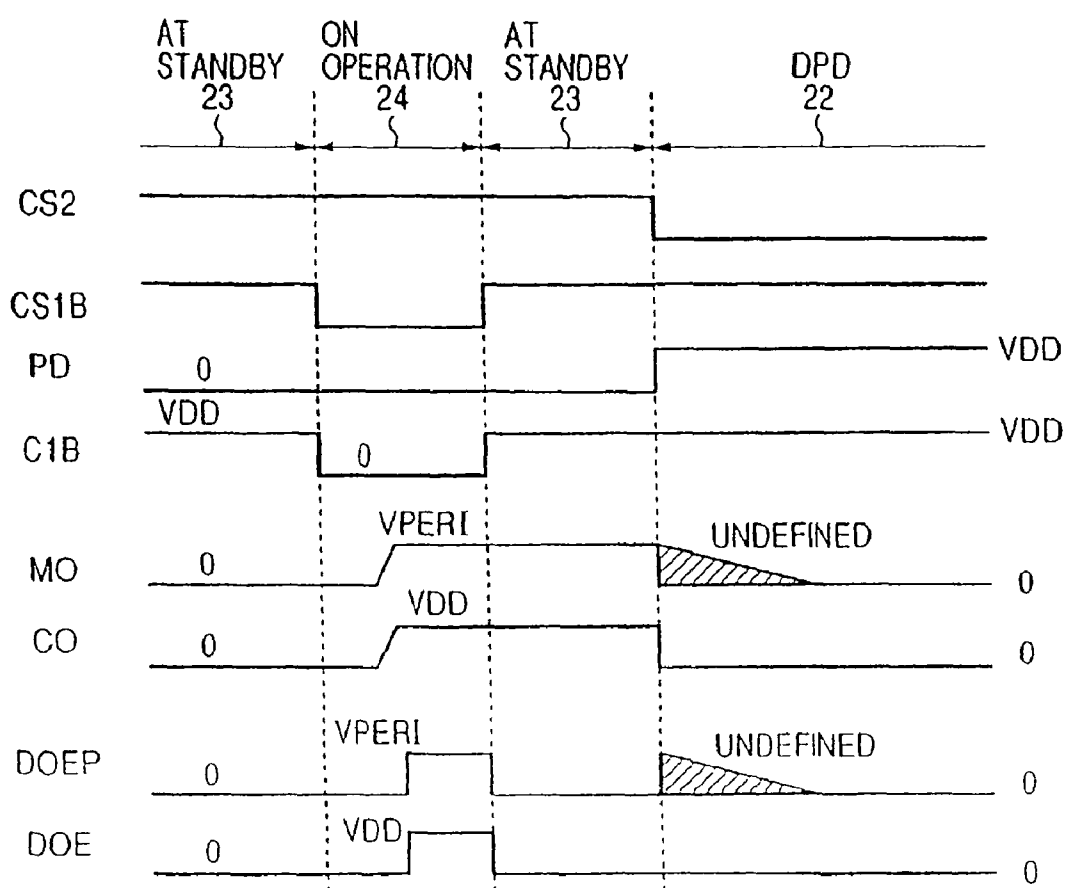 AT STANDBY 23
ON OPERATION 24
AT STANDBY 23
DPD 22
CS2
CS1B
PD 0 VDD
C1B VDD 0 VDD
MO 0 VPERI UNDEFINED 0
CO 0 VDD 0
DOEP 0 VPERI UNDEFINED 0
DOE 0 VDD 0